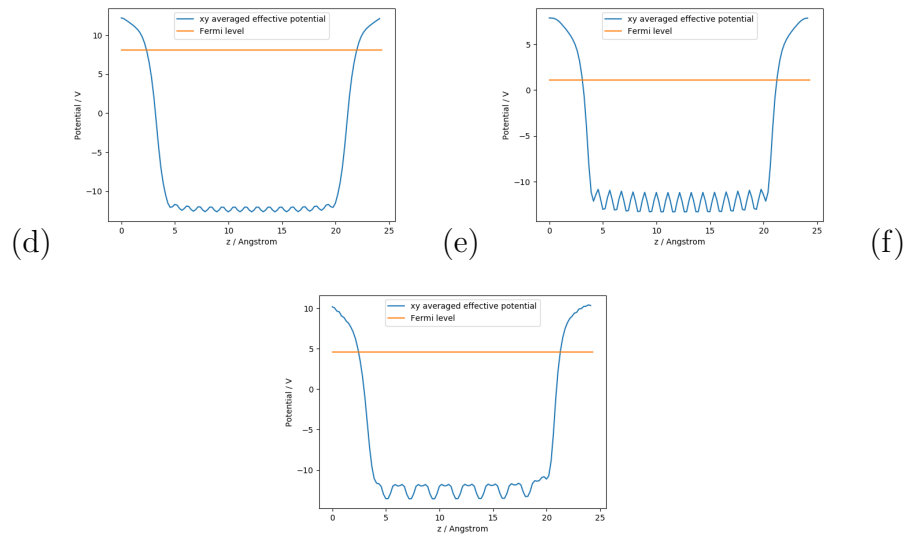 xy averaged effective potential
Fermi level
10
5
0
−5
−10
Potential / V
0 5 10 15 20 25
z / Angstrom
(d)
xy averaged effective potential
Fermi level
5
0
−5
−10
Potential / V
0 5 10 15 20 25
z / Angstrom
(e)
(f)
xy averaged effective potential
Fermi level
10
5
0
−5
−10
Potential / V
0 5 10 15 20 25
z / Angstrom